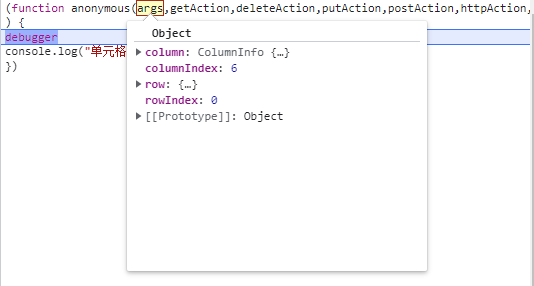 (function anonymous(args,getAction,deleteAction,putAction,postAction,httpAction,
) {
Object
debugger
column: ColumnInfo {…}
console.log("单元格
columnIndex: 6
})
row: {…}
rowIndex: 0
[[Prototype]]: Object